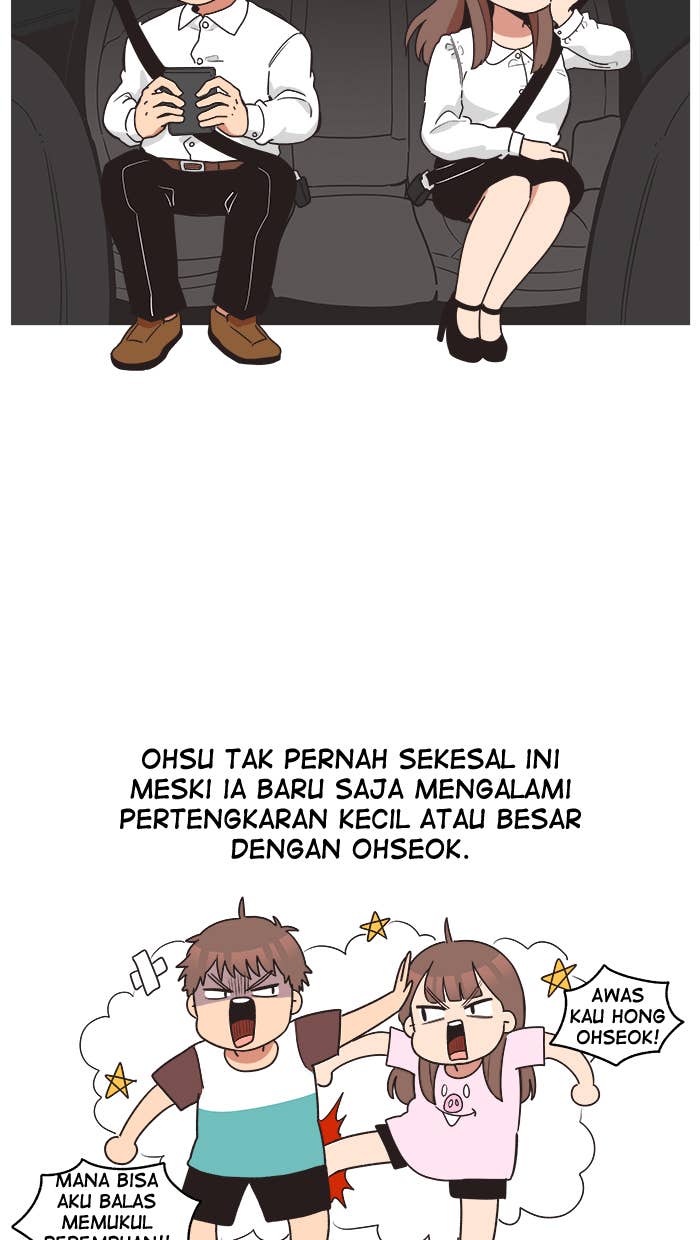 OHSU TAK PERNAH SEKESAL INI
MESKI IA BARU SAJA MENGALAMI
PERTENGKARAN KECIL ATAU BESAR
DENGAN OHSEOK.
AWAS
KAU HONG
OHSEOK!
MANA BISA
AKU BALAS
MEMUKUL
PEREMPUAN!!